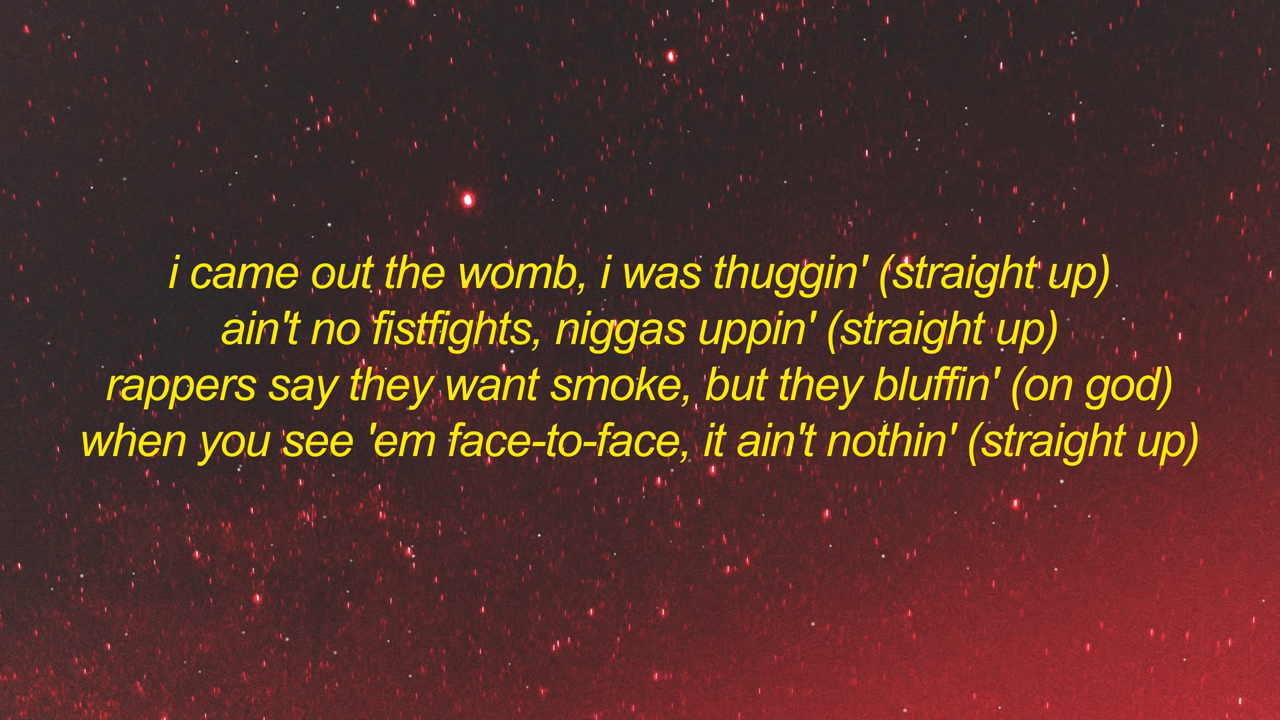 i came out the womb, i was thuggin' (straight up)
ain't no fistfights, niggas uppin' (straight up)
rappers say they want smoke, but they bluffin' (on god)
when you see 'em face-to-face, it ain't nothin' (straight up)